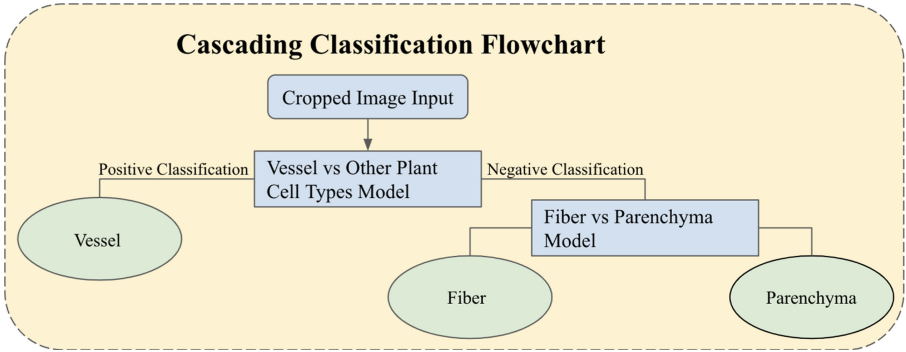 Cascading Classification Flowchart
Cropped Image Input
Positive Classification
Vessel vs Other Plant
Cell Types Model
Negative Classification
Vessel
Fiber vs Parenchyma
Model
Fiber
Parenchyma